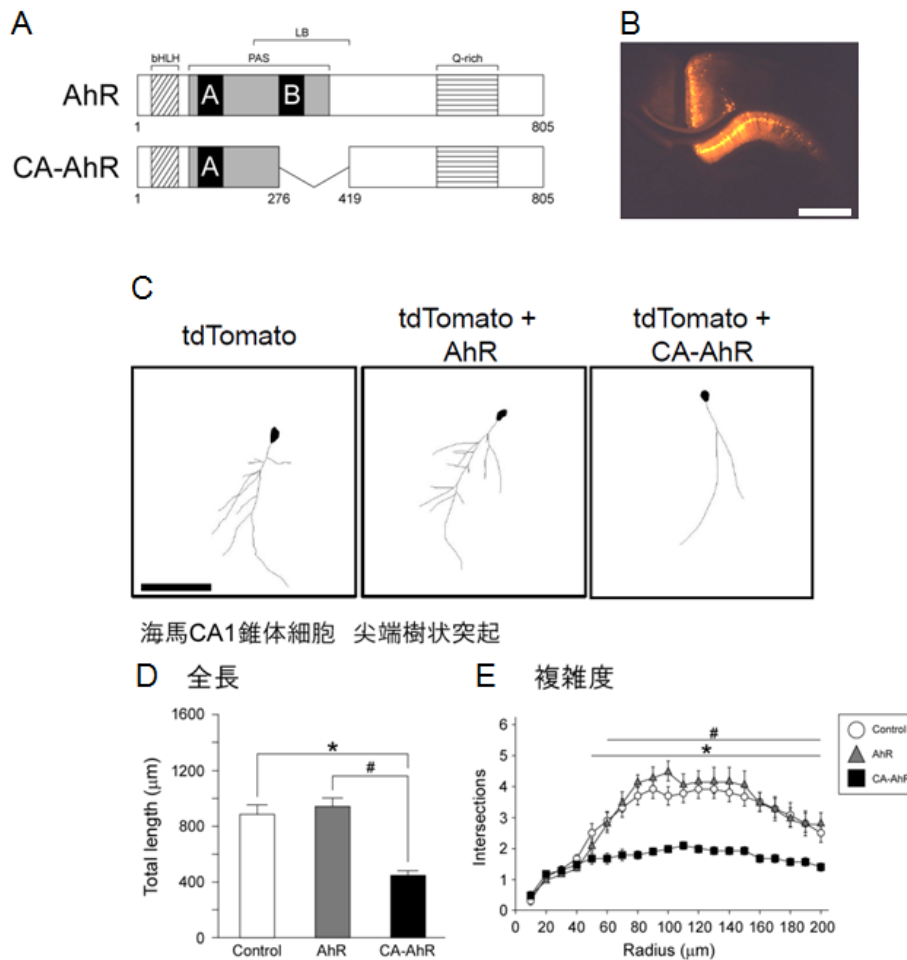 A
LB
bHLH PAS Q-rich
AhR A B
1 805
CA-AhR A
1 276 419 805
B
C
tdTomato
tdTomato +
AhR
tdTomato +
CA-AhR
海馬CA1錐体細胞 尖端樹状突起
D 全長
1600
1200
800
400
0
Total length (μm)
*
#
Control AhR CA-AhR
E 複雑度
6
5
4
3
2
1
0
Intersections
#
*
0 20 40 60 80 100 120 140 160 180 200
Radius (μm)
Control
AhR
CA-AhR